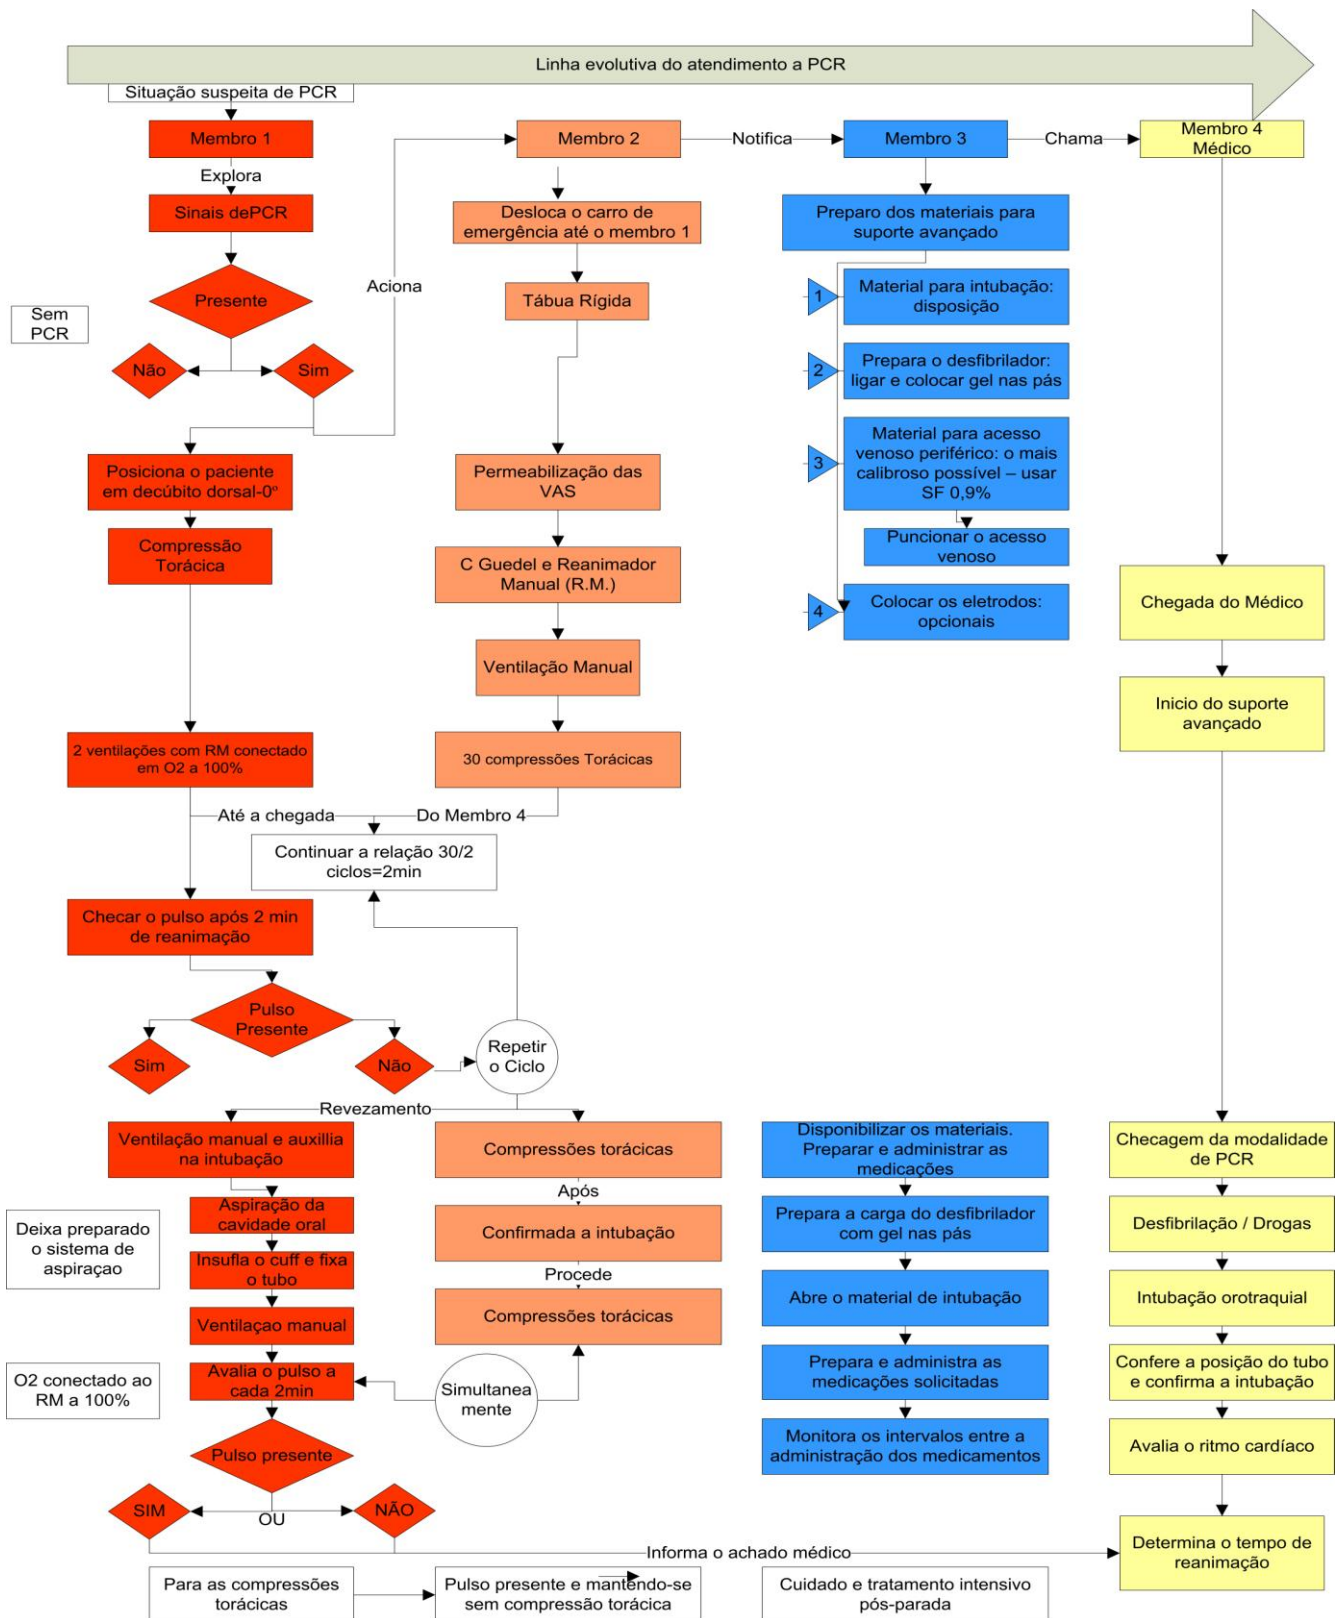 Linha evolutiva do atendimento a PCR
Situação suspeita de PCR
Membro 1
Explora
Sinais dePCR
Presente
Sem
PCR
Não
Sim
Aciona
Posiciona o paciente
em decúbito dorsal-0º
Compressão
Torácica
2 ventilações com RM conectado
em O2 a 100%
Membro 2
Notifica
Desloca o carro de
emergência até o membro 1
Tábua Rígida
Permeabilização das
VAS
C Guedel e Reanimador
Manual (R.M.)
Ventilação Manual
30 compressões Torácicas
Membro 3
Chama
Preparo dos materiais para
suporte avançado
1
Material para intubação:
disposição
2
Prepara o desfibrilador:
ligar e colocar gel nas pás
3
Material para acesso
venoso periférico: o mais
calibroso possível – usar
SF 0,9%
Puncionar o acesso
venoso
4
Colocar os eletrodos:
opcionais
Membro 4
Médico
Chegada do Médico
Inicio do suporte
avançado
Até a chegada
Do Membro 4
Continuar a relação 30/2
ciclos=2min
Checar o pulso após 2 min
de reanimação
Pulso
Presente
Sim
Não
Repetir
o Ciclo
Revezamento
Ventilação manual e auxillia
na intubação
Aspiração da
cavidade oral
Deixa preparado
o sistema de
aspiraçao
Insufla o cuff e fixa
o tubo
Ventilaçao manual
O2 conectado ao
RM a 100%
Avalia o pulso a
cada 2min
Pulso presente
SIM
OU
NÃO
Compressões torácicas
Após
Confirmada a intubação
Procede
Compressões torácicas
Simultanea
mente
Disponibilizar os materiais.
Preparar e administrar as
medicações
Prepara a carga do desfibrilador
com gel nas pás
Abre o material de intubação
Prepara e administra as
medicações solicitadas
Monitora os intervalos entre a
administração dos medicamentos
Checagem da modalidade
de PCR
Desfibrilação / Drogas
Intubação orotraquial
Confere a posição do tubo
e confirma a intubação
Avalia o ritmo cardíaco
Informa o achado médico
Determina o tempo de
reanimação
Para as compressões
torácicas
Pulso presente e mantendo-se
sem compressão torácica
Cuidado e tratamento intensivo
pós-parada